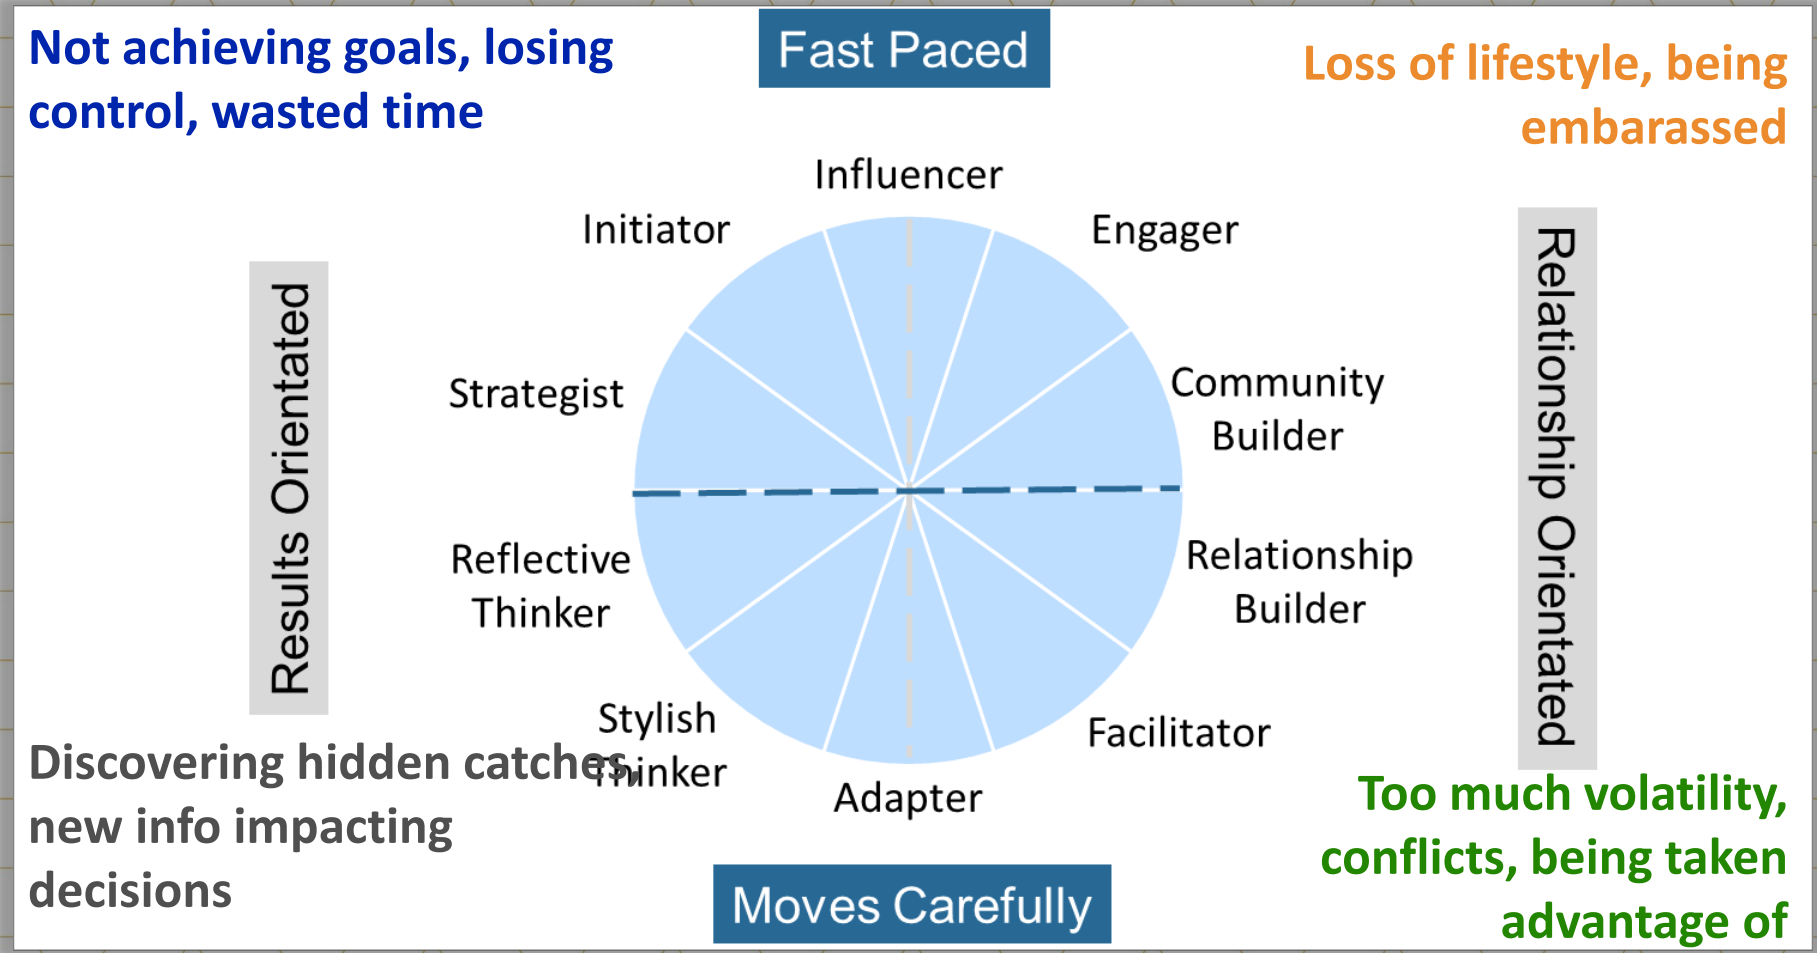 Not achieving goals, losing
control, wasted time
Fast Paced
Loss of lifestyle, being
embarassed
Influencer
Initiator
Engager
Strategist
Community
Builder
Results Orientated
Relationship Orientated
Reflective
Thinker
Relationship
Builder
Stylish
Thinker
Facilitator
Adapter
Discovering hidden catches,
new info impacting
decisions
Too much volatility,
conflicts, being taken
advantage of
Moves Carefully